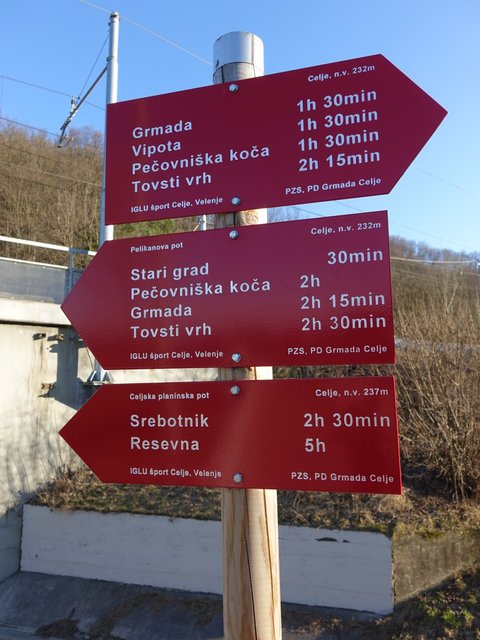 Celje, n.v. 232m
Grmada 1h 30min
Vipota 1h 30min
Pečovniška koča 1h 30min
Tovsti vrh 2h 15min
IGLU šport Celje, Velenje PZS, PD Grmada Celje
Pelikanova pot Celje, n.v. 232m
Stari grad 30min
Pečovniška koča 2h
Grmada 2h 15min
Tovsti vrh 2h 30min
IGLU šport Celje, Velenje PZS, PD Grmada Celje
Celjska planinska pot Celje, n.v. 237m
Srebotnik 2h 30min
Resevna 5h
IGLU šport Celje, Velenje PZS, PD Grmada Celje